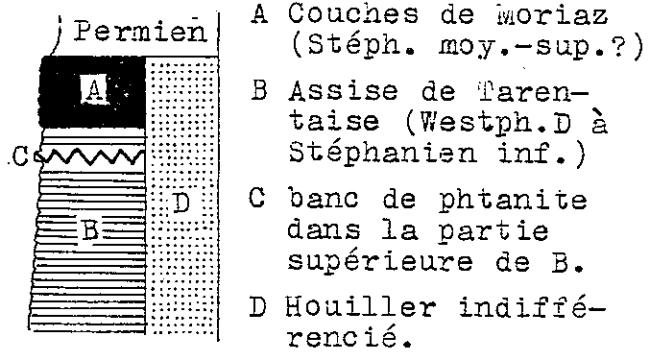 Permien
A
C
B
D
A Couches de Moriaz
(Stéph. moy.-sup.?)
B Assise de Taren-
taise (Westph.D à
Stéphanien inf.)
C banc de phtanite
dans la partie
supérieure de B.
D Houiller indiffé-
rencié.